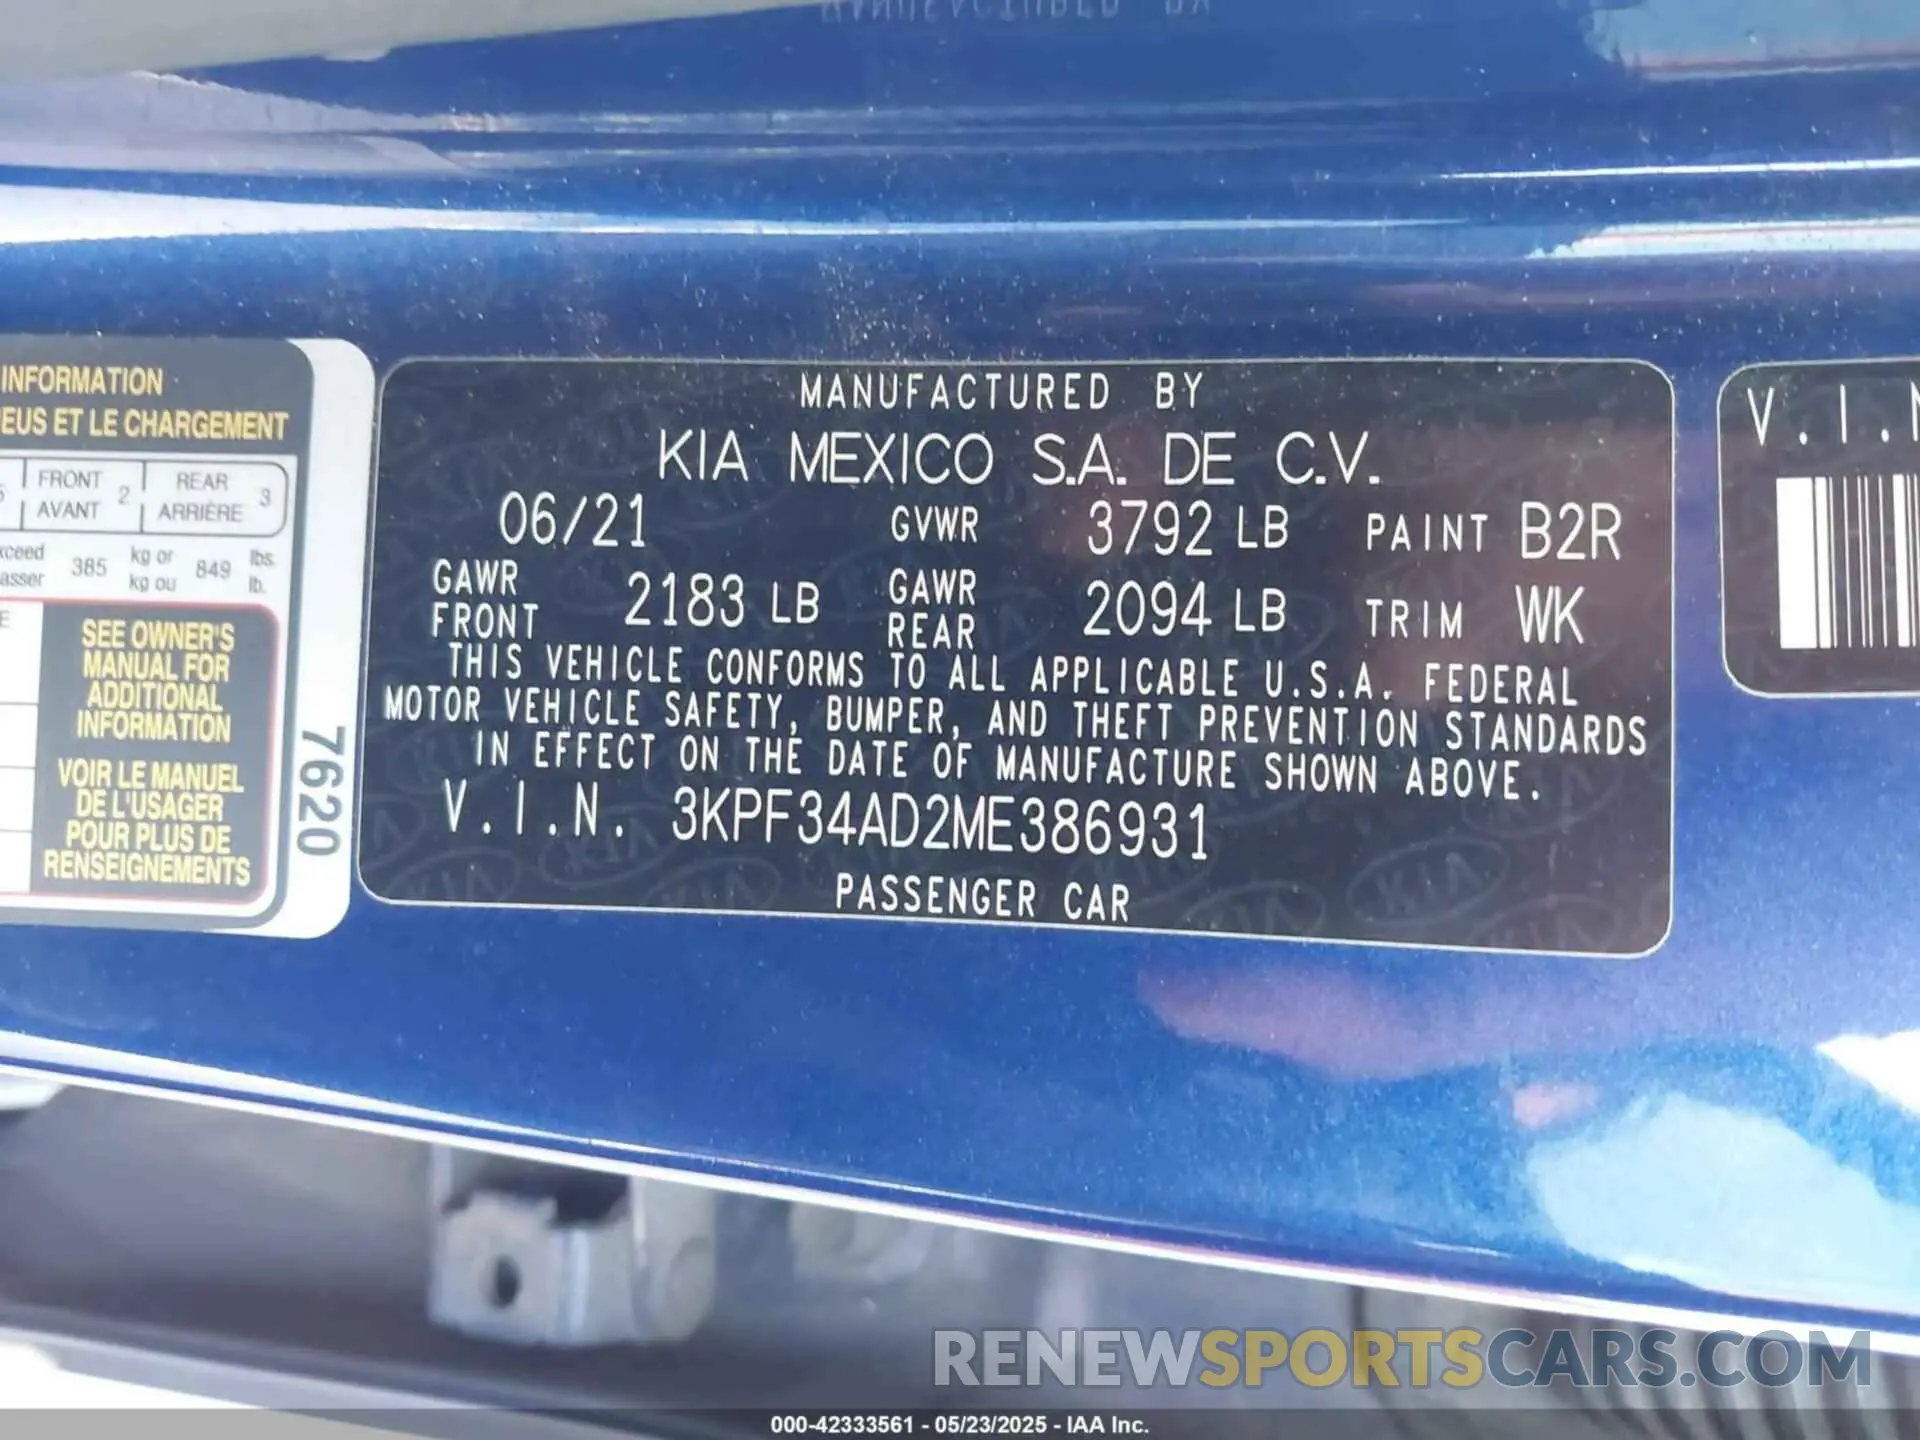 INFORMATION
EUS ET LE CHARGEMENT
FRONT
AVANT 2
REAR
ARRIÈRE 3
385 kg or
kg ou 849 lbs.
lb.
SEE OWNER'S
MANUAL FOR
ADDITIONAL
INFORMATION
VOIR LE MANUEL
DE L'USAGER
POUR PLUS DE
RENSEIGNEMENTS
7620
MANUFACTURED BY
KIA MEXICO S.A. DE C.V.
06/21 GVWR 3792 LB PAINT B2R
GAWR
FRONT 2183 LB GAWR
REAR 2094 LB TRIM WK
THIS VEHICLE CONFORMS TO ALL APPLICABLE U.S.A. FEDERAL
MOTOR VEHICLE SAFETY, BUMPER, AND THEFT PREVENTION STANDARDS
IN EFFECT ON THE DATE OF MANUFACTURE SHOWN ABOVE.
V.I.N. 3KPF34AD2ME386931
PASSENGER CAR
V.I.N
RENEWSPORTSCARS.COM
000-42333561 - 05/23/2025 - IAA Inc.